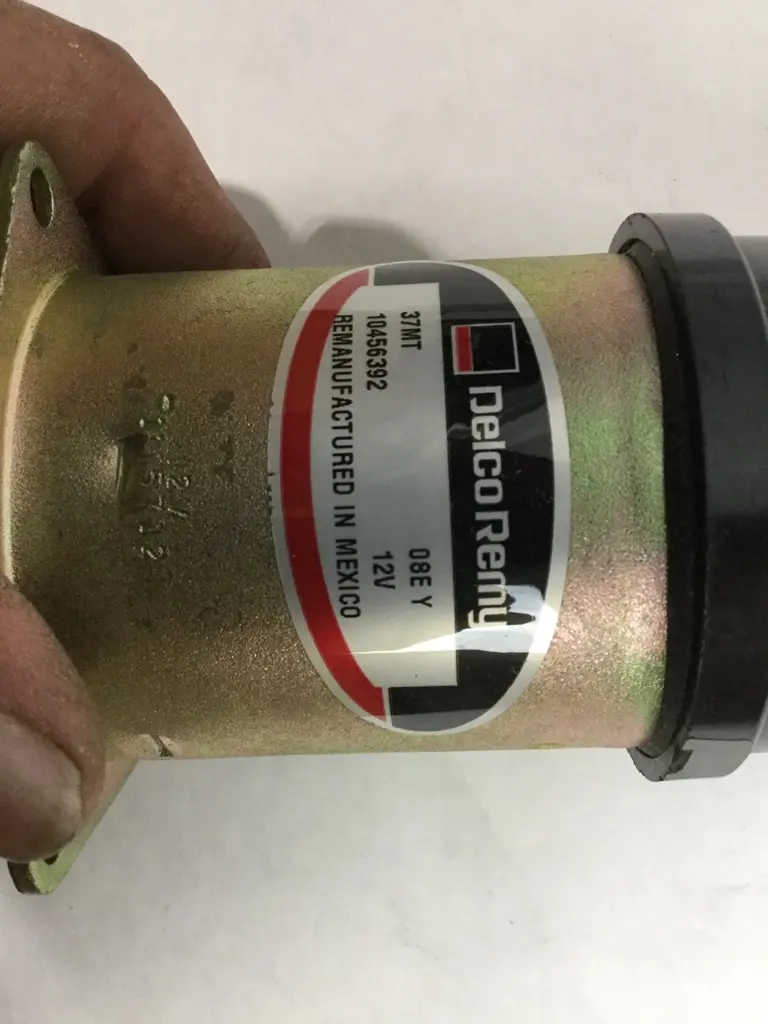 Delco Remy
37MT 08E Y
10456392 12V
REMANUFACTURED IN MEXICO